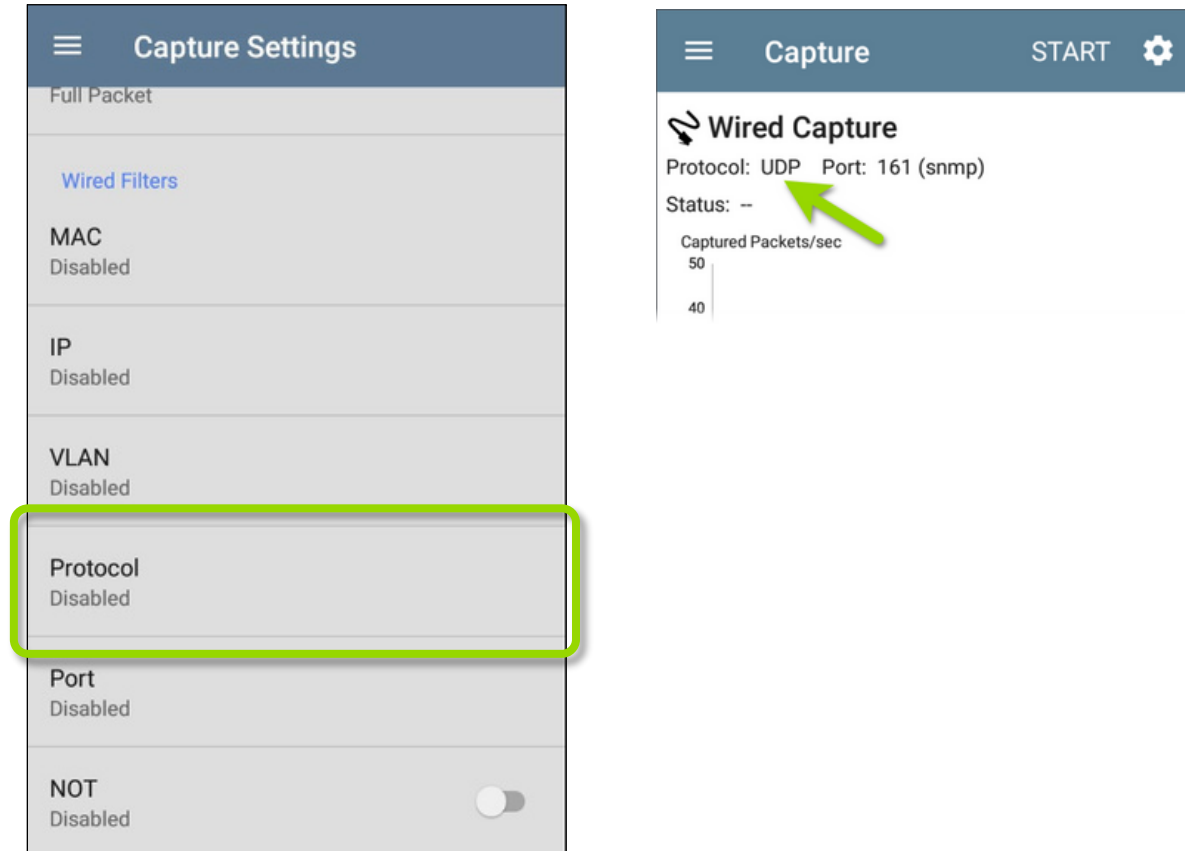 Capture Settings
Full Packet
Wired Filters
MAC
Disabled
IP
Disabled
VLAN
Disabled
Protocol
Disabled
Port
Disabled
NOT
Disabled
Capture START
Wired Capture
Protocol: UDP Port: 161 (snmp)
Status: --
Captured Packets/sec
50
40